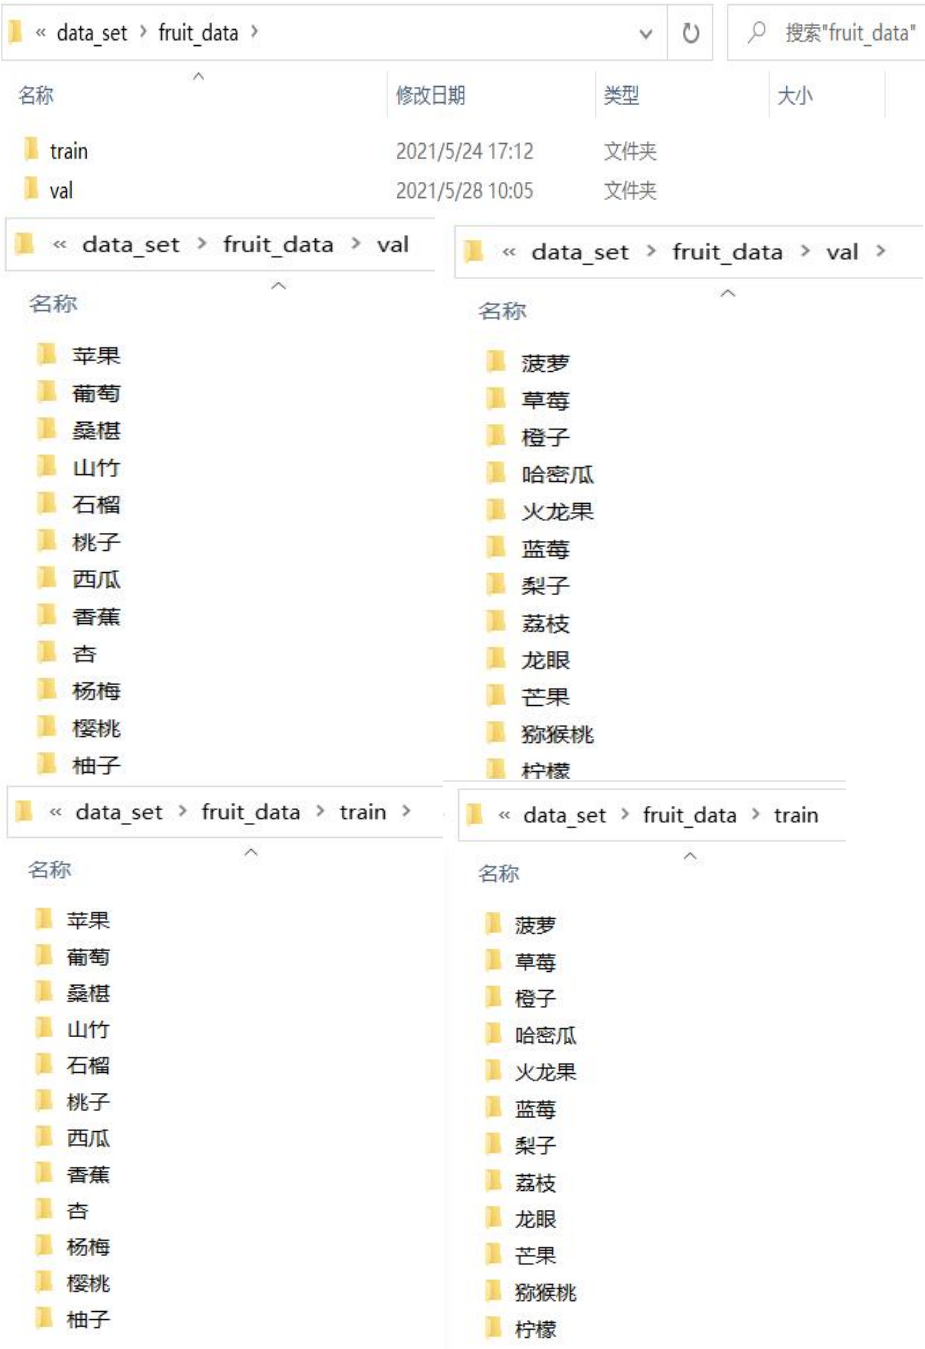 « data_set > fruit_data >
搜索"fruit_data"
名称 修改日期 类型 大小
train 2021/5/24 17:12 文件夹
val 2021/5/28 10:05 文件夹
« data_set > fruit_data > val
名称
苹果
葡萄
桑椹
山竹
石榴
桃子
西瓜
香蕉
杏
杨梅
樱桃
柚子
« data_set > fruit_data > val >
名称
菠萝
草莓
橙子
哈密瓜
火龙果
蓝莓
梨子
荔枝
龙眼
芒果
猕猴桃
柠檬
« data_set > fruit_data > train >
名称
苹果
葡萄
桑椹
山竹
石榴
桃子
西瓜
香蕉
杏
杨梅
樱桃
柚子
« data_set > fruit_data > train
名称
菠萝
草莓
橙子
哈密瓜
火龙果
蓝莓
梨子
荔枝
龙眼
芒果
猕猴桃
柠檬